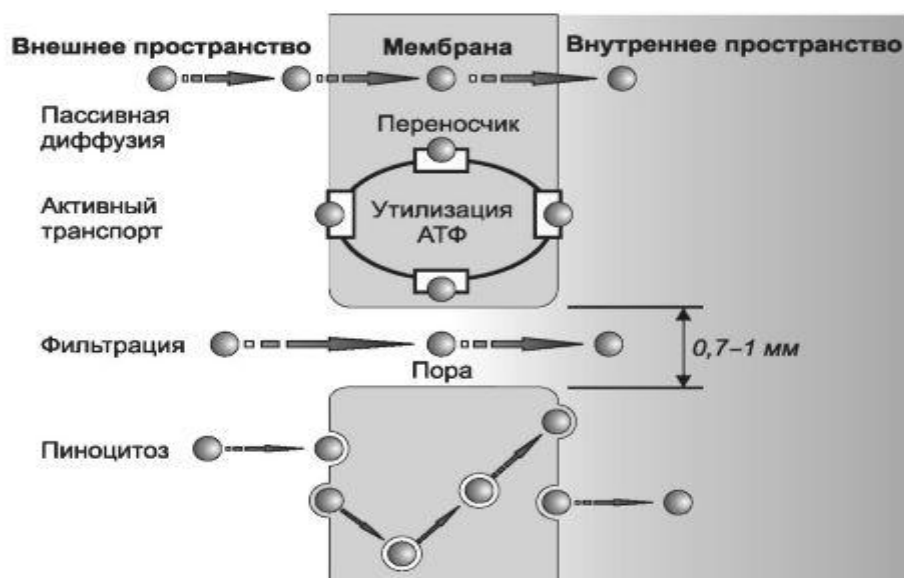 Внешнее пространство
Мембрана
Внутреннее пространство
Пассивная
диффузия
Переносчик
Активный
транспорт
Утилизация
АТФ
Фильтрация
Пора
0,7–1 мм
Пиноцитоз